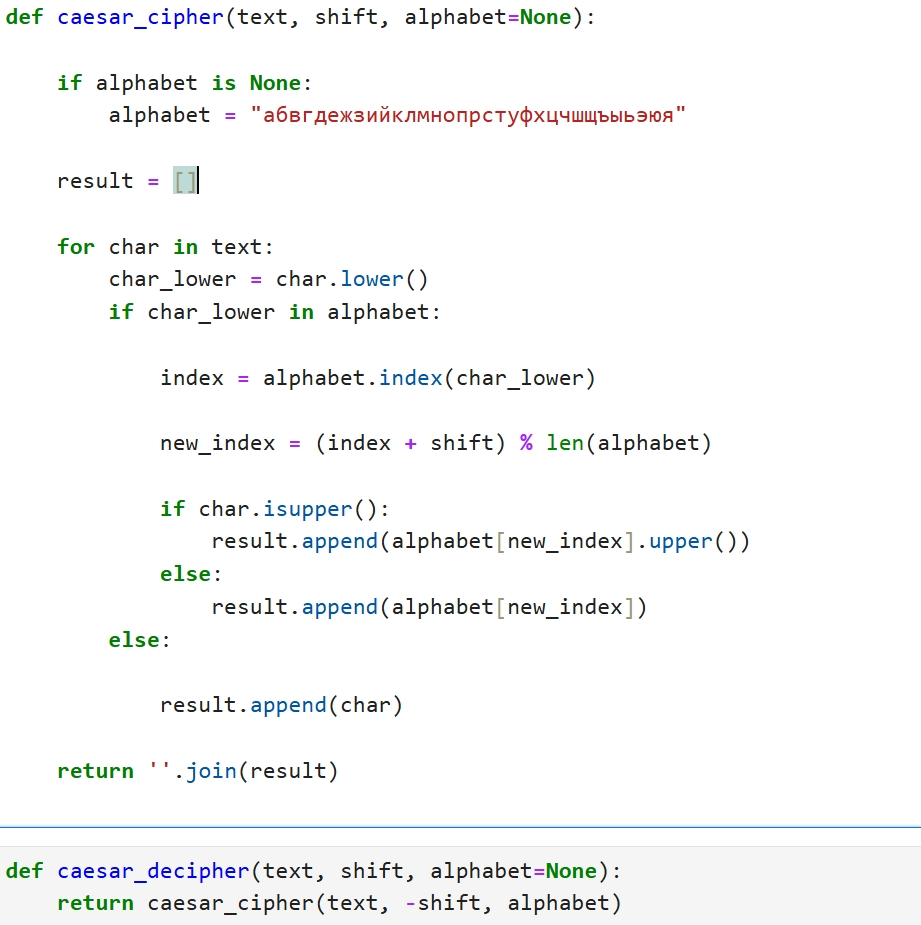 def caesar_cipher(text, shift, alphabet=None):
    if alphabet is None:
        alphabet = "абвгдежзийклмнопрстуфхцчшщъыьэюя"
    result = []
    for char in text:
        char_lower = char.lower()
        if char_lower in alphabet:
            index = alphabet.index(char_lower)
            new_index = (index + shift) % len(alphabet)
            if char.isupper():
                result.append(alphabet[new_index].upper())
            else:
                result.append(alphabet[new_index])
        else:
            result.append(char)
    return ''.join(result)
def caesar_decipher(text, shift, alphabet=None):
    return caesar_cipher(text, -shift, alphabet)